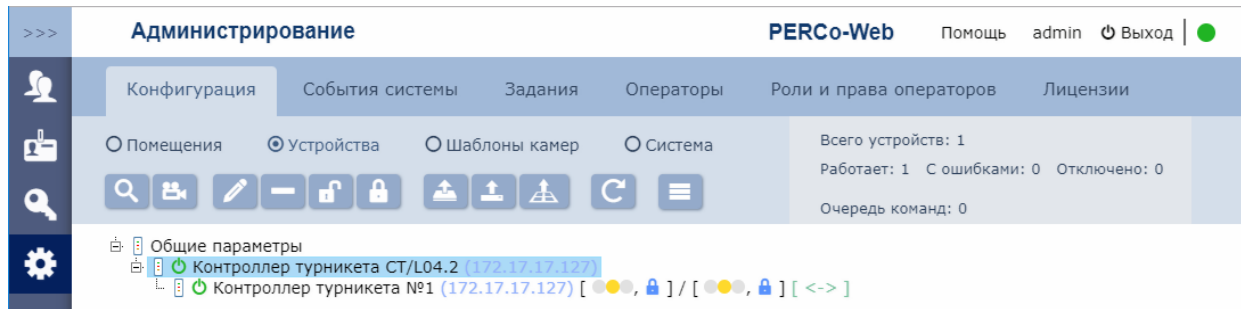 >>> Администрирование PERCo-Web Помощь admin Выход
Конфигурация События системы Задания Операторы Роли и права операторов Лицензии
Помещения Устройства Шаблоны камер Система
Всего устройств: 1
Работает: 1 С ошибками: 0 Отключено: 0
Очередь команд: 0
Общие параметры
Контроллер турникета CT/L04.2 (172.17.17.127)
Контроллер турникета №1 (172.17.17.127) [ , ] / [ , ] [ <-> ]